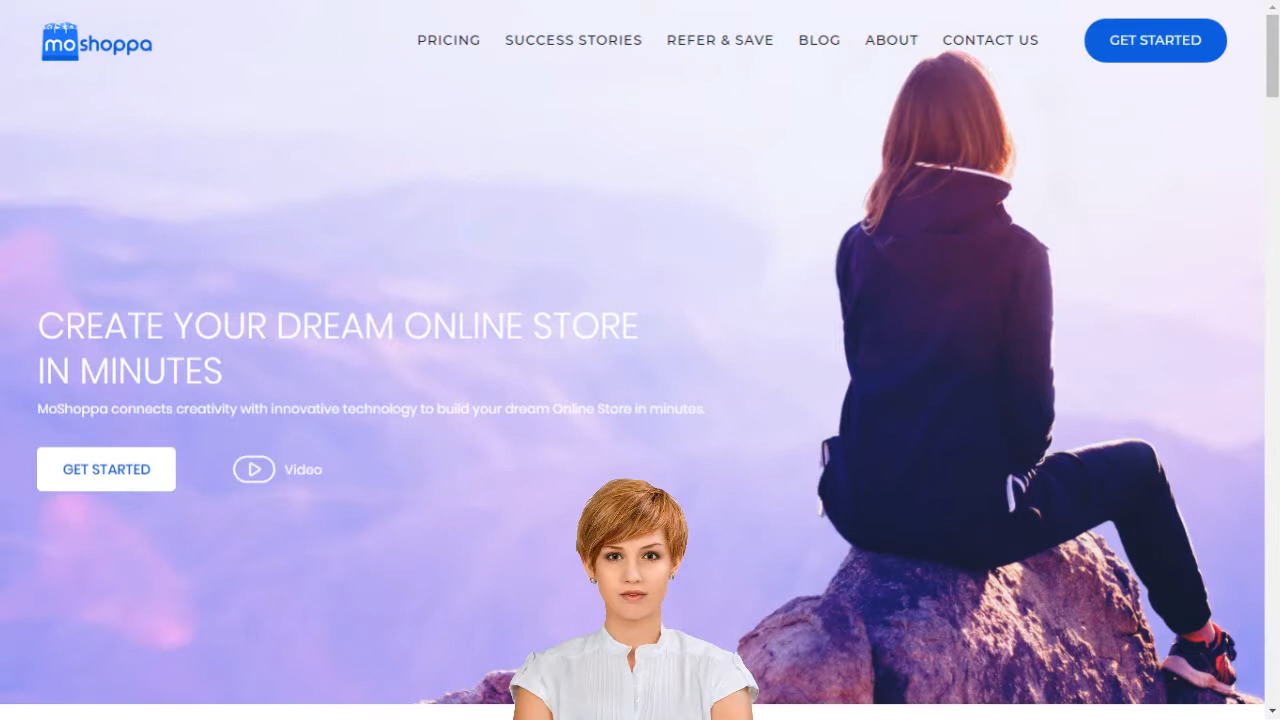 moshoppa
PRICING SUCCESS STORIES REFER & SAVE BLOG ABOUT CONTACT US GET STARTED
CREATE YOUR DREAM ONLINE STORE
IN MINUTES
MoShoppa connects creativity with innovative technology to build your dream Online Store in minutes.
GET STARTED Video